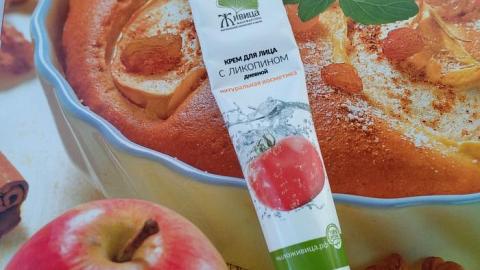 Живица
КРЕМ ДЛЯ ЛИЦА
С ЛИКОПИНОМ
ДНЕВНОЙ
натуральная косметика